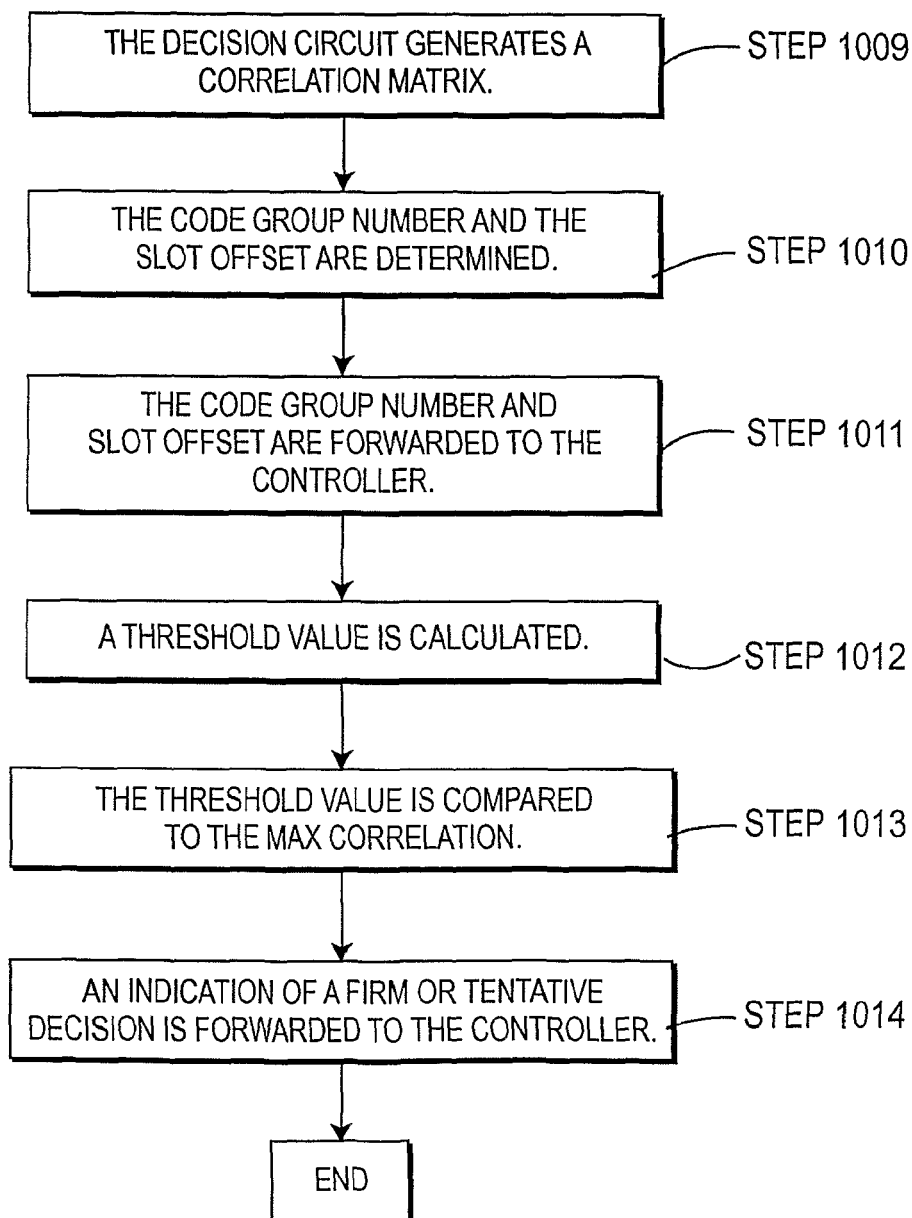 THE DECISION CIRCUIT GENERATES A
CORRELATION MATRIX.
STEP 1009
THE CODE GROUP NUMBER AND THE
SLOT OFFSET ARE DETERMINED.
STEP 1010
THE CODE GROUP NUMBER AND
SLOT OFFSET ARE FORWARDED TO THE
CONTROLLER.
STEP 1011
A THRESHOLD VALUE IS CALCULATED.
STEP 1012
THE THRESHOLD VALUE IS COMPARED
TO THE MAX CORRELATION.
STEP 1013
AN INDICATION OF A FIRM OR TENTATIVE
DECISION IS FORWARDED TO THE CONTROLLER.
STEP 1014
END